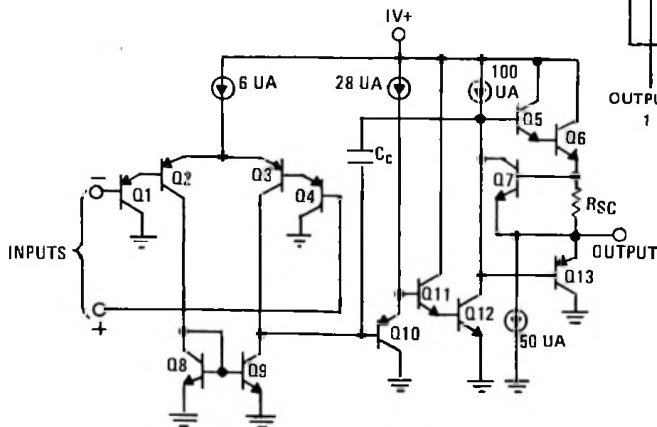 IV+
6 UA
28 UA
100
UA
OUTPU
1
Q5
Q6
Cc
Q7
Q1
Q2
Q3
Q4
RSC
INPUTS
−
+
OUTPUT
Q11
Q13
Q10
Q12
50 UA
Q8
Q9